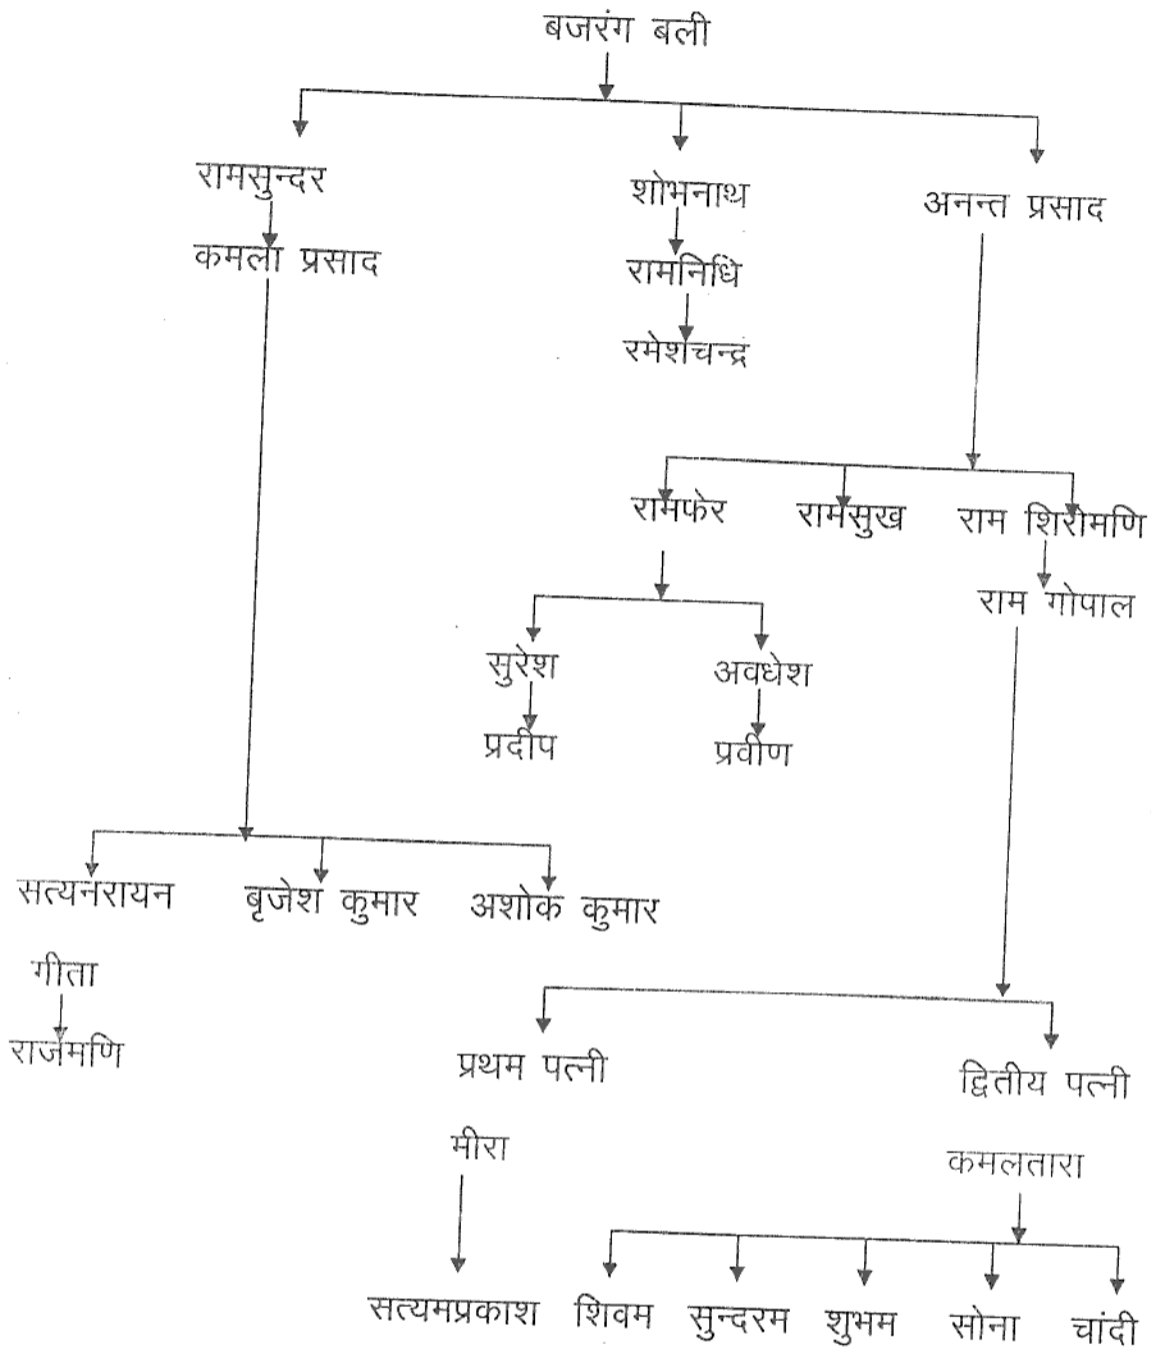 बजरंग बली
रामसुन्दर शोभनाथ अनन्त प्रसाद
कमला प्रसाद रामनिधि
रमेशचन्द्र
रामफेर रामसुख राम शिरोमणि
राम गोपाल
सुरेश अवधेश
प्रदीप प्रवीण
सत्यनरायन बृजेश कुमार अशोक कुमार
गीता
राजमणि प्रथम पत्नी द्वितीय पत्नी
मीरा कमलतारा
सत्यमप्रकाश शिवम सुन्दरम शुभम सोना चांदी